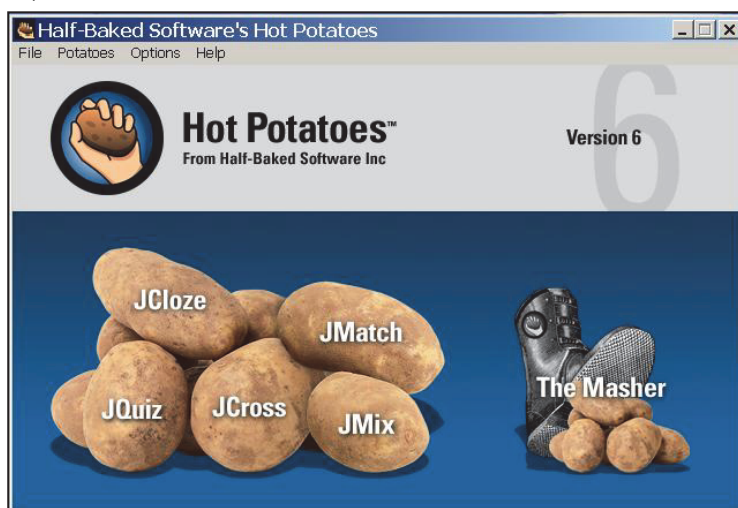 Half-Baked Software's Hot Potatoes
File Potatoes Options Help
Hot Potatoes™
From Half-Baked Software Inc
6
Version 6
JCloze
JMatch
JQuiz
JCross
JMix
The Masher